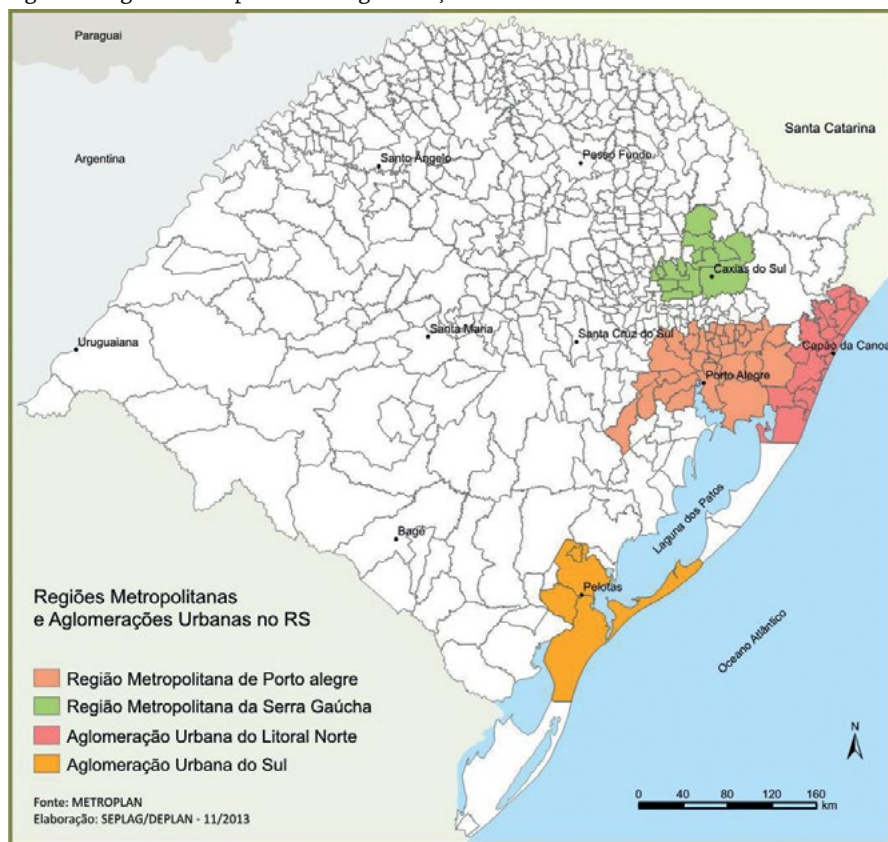 Paraguai
Santa Catarina
Argentina
Santo Ângelo
Passo Fundo
Caxias do Sul
Uruguaiana
Santa Maria
Santa Cruz do Sul
Capão da Canoa
Porto Alegre
Laguna dos Patos
Bagé
Pelotas
Oceano Atlântico
Regiões Metropolitanas
e Aglomerações Urbanas no RS
Região Metropolitana de Porto alegre
Região Metropolitana da Serra Gaúcha
Aglomeração Urbana do Litoral Norte
Aglomeração Urbana do Sul
N
0 40 80 120 160
km
Fonte: METROPLAN
Elaboração: SEPLAG/DEPLAN - 11/2013